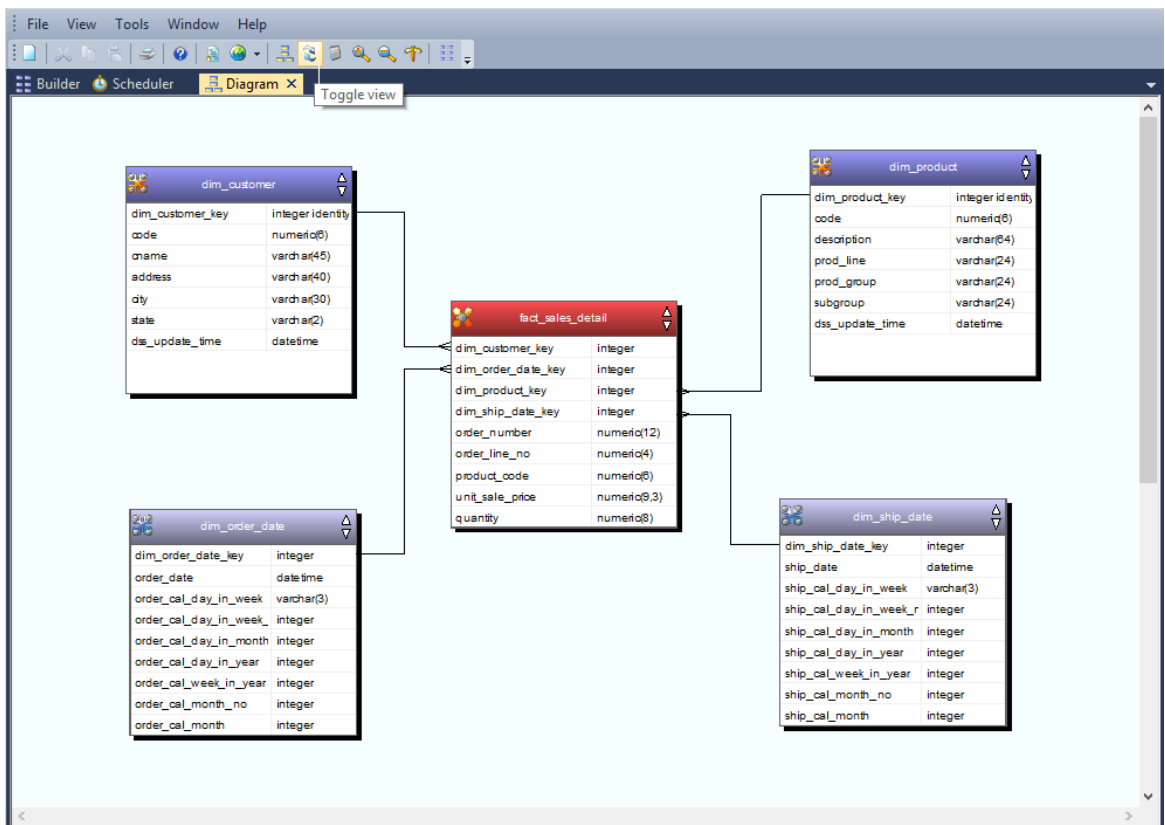 File View Tools Window Help
Builder Scheduler Diagram
Toggle view
dim_customer
dim_customer_key integer identity
code numeric(6)
cname varchar(45)
address varchar(40)
city varchar(30)
state varchar(2)
dss_update_time datetime
dim_product
dim_product_key integer identity
code numeric(6)
description varchar(64)
prod_line varchar(24)
prod_group varchar(24)
subgroup varchar(24)
dss_update_time datetime
fact_sales_detail
dim_customer_key integer
dim_order_date_key integer
dim_product_key integer
dim_ship_date_key integer
order_number numeric(12)
order_line_no numeric(4)
product_code numeric(6)
unit_sale_price numeric(9,3)
quantity numeric(8)
dim_order_date
dim_order_date_key integer
order_date datetime
order_cal_day_in_week varchar(3)
order_cal_day_in_week_ integer
order_cal_day_in_month integer
order_cal_day_in_year integer
order_cal_week_in_year integer
order_cal_month_no integer
order_cal_month integer
dim_ship_date
dim_ship_date_key integer
ship_date datetime
ship_cal_day_in_week varchar(3)
ship_cal_day_in_week_r integer
ship_cal_day_in_month integer
ship_cal_day_in_year integer
ship_cal_week_in_year integer
ship_cal_month_no integer
ship_cal_month integer